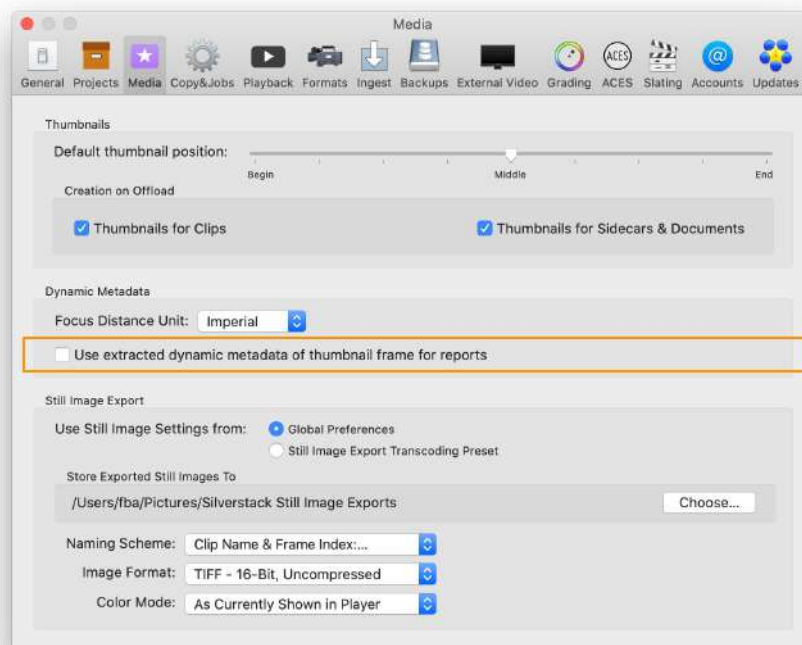 Media
General Projects Media Copy&Jobs Playback Formats Ingest Backups External Video Grading ACES Slating Accounts Updates
Thumbnails
Default thumbnail position:
Begin Middle End
Creation on Offload
Thumbnails for Clips Thumbnails for Sidecars & Documents
Dynamic Metadata
Focus Distance Unit: Imperial
Use extracted dynamic metadata of thumbnail frame for reports
Still Image Export
Use Still Image Settings from: Global Preferences
Still Image Export Transcoding Preset
Store Exported Still Images To
/Users/fba/Pictures/Silverstack Still Image Exports Choose...
Naming Scheme: Clip Name & Frame Index:...
Image Format: TIFF - 16-Bit, Uncompressed
Color Mode: As Currently Shown in Player